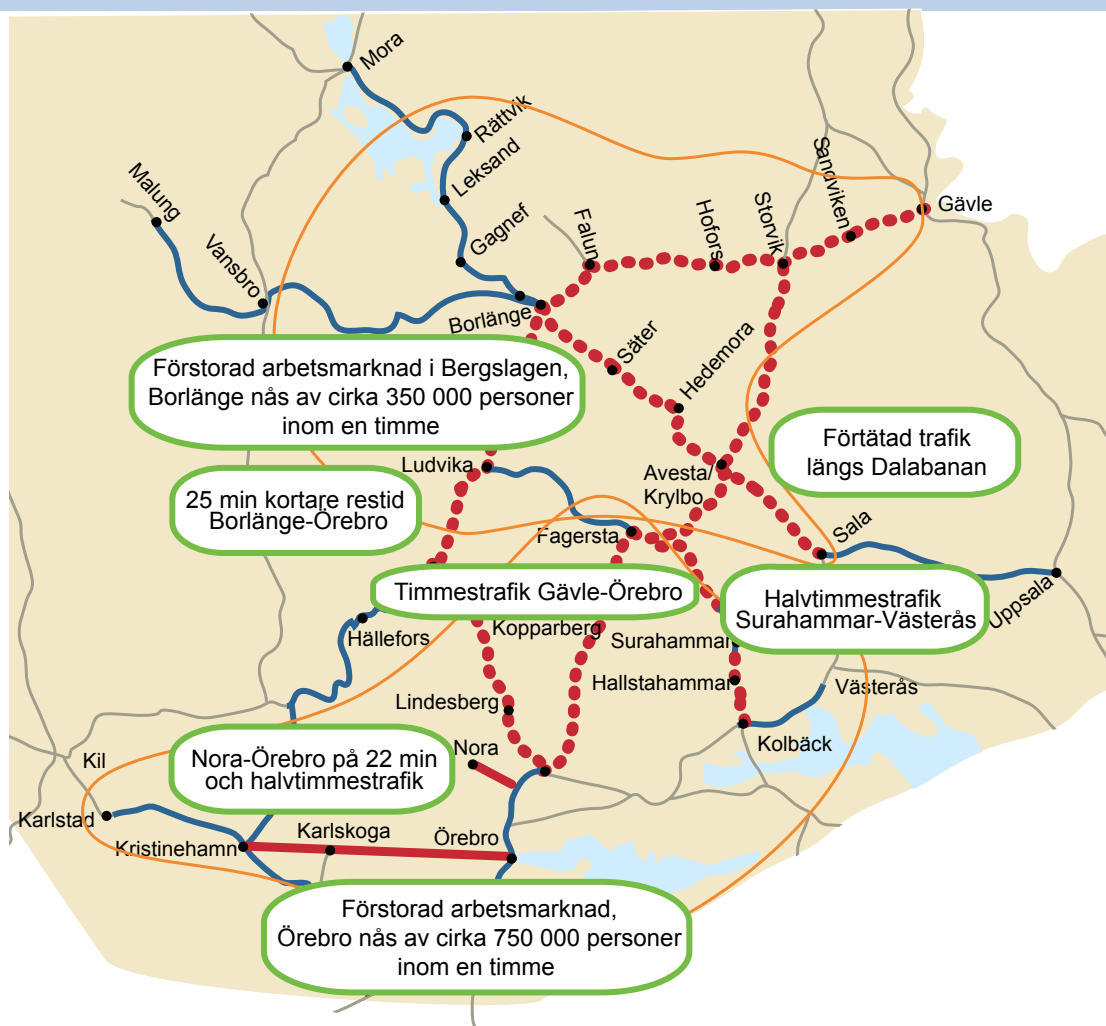 Mora
Rättvik
Leksand
Gagnef
Malung
Vansbro
Falun
Hofors
Storvik
Sandviken
Gävle
Borlänge
Säter
Hedemora
Förstorad arbetsmarknad i Bergslagen,
Borlänge nås av cirka 350 000 personer
inom en timme
Förtätad trafik
längs Dalabanan
Ludvika
Avesta/
Krylbo
25 min kortare restid
Borlänge-Örebro
Fagersta
Sala
Uppsala
Timmestrafik Gävle-Örebro
Halvtimmestrafik
Surahammar-Västerås
Hällefors
Kopparberg
Surahammar
Hallstahammar
Västerås
Lindesberg
Kolbäck
Nora
Nora-Örebro på 22 min
och halvtimmestrafik
Kil
Karlstad
Kristinehamn
Karlskoga
Örebro
Förstorad arbetsmarknad,
Örebro nås av cirka 750 000 personer
inom en timme